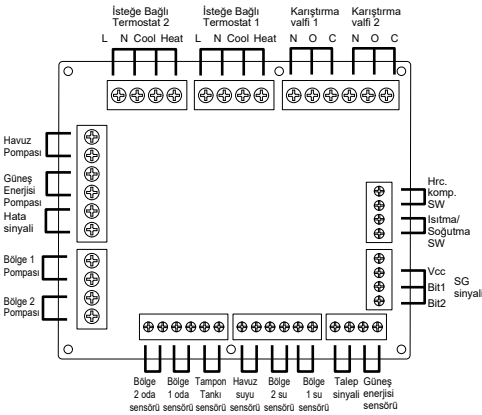 İsteğe Bağlı
Termostat 2
İsteğe Bağlı
Termostat 1
Karıştırma
valfi 1
Karıştırma
valfi 2
L N Cool Heat
L N Cool Heat
N O C
N O C
Havuz
Pompası
Güneş
Enerjisi
Pompası
Hata
sinyali
Bölge 1
Pompası
Bölge 2
Pompası
Hrc.
komp.
SW
Isıtma/
Soğutma
SW
Vcc
Bit1
Bit2
SG
sinyali
Bölge
2 oda
sensörü
Bölge
1 oda
sensörü
Tampon
Tankı
sensörü
Havuz
suyu
sensörü
Bölge
2 su
sensörü
Bölge
1 su
sensörü
Talep
sinyali
Güneş
enerjisi
sensörü